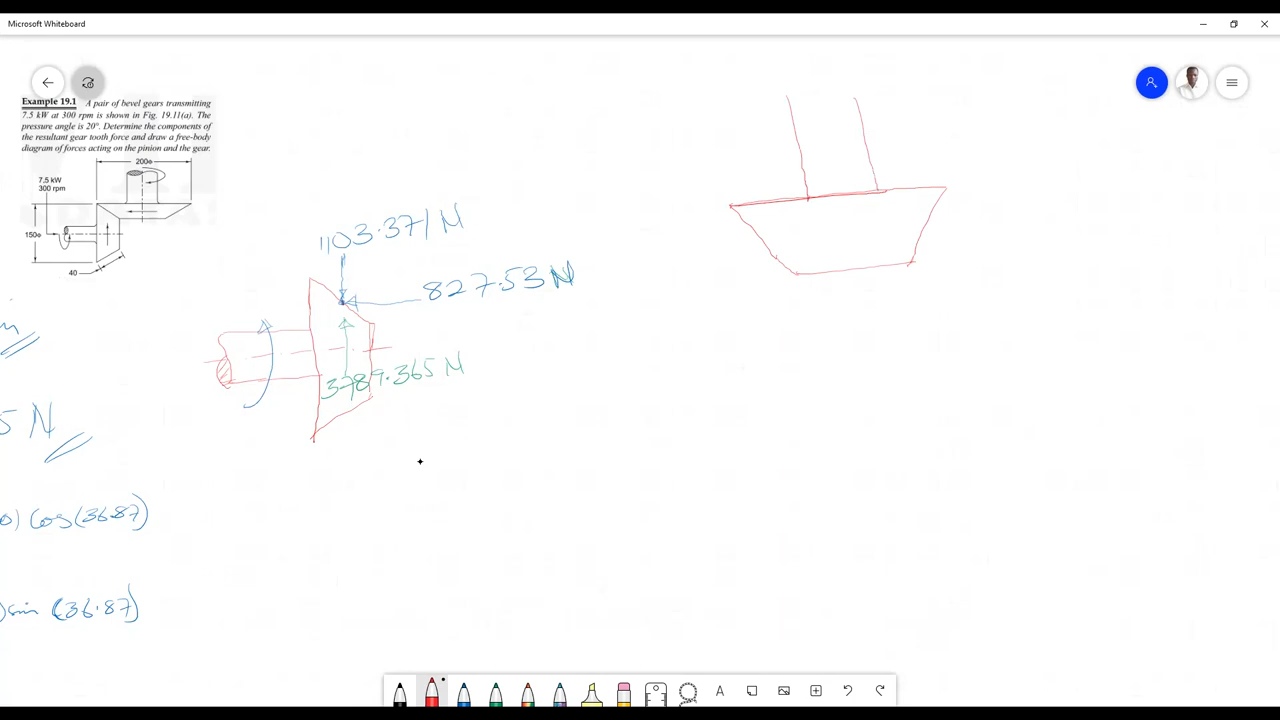 Microsoft Whiteboard
Example 19.1 A pair of bevel gears transmitting
7.5 kW at 300 rpm is shown in Fig. 19.11(a). The
pressure angle is 20°. Determine the components of
the resultant gear tooth force and draw a free-body
diagram of forces acting on the pinion and the gear.
200ɸ
7.5 kW
300 rpm
150ɸ
40
1103.371 N
827.53 N
3789.365 N
m
5 N
) cos(36.87)
) sin (36.87)
A